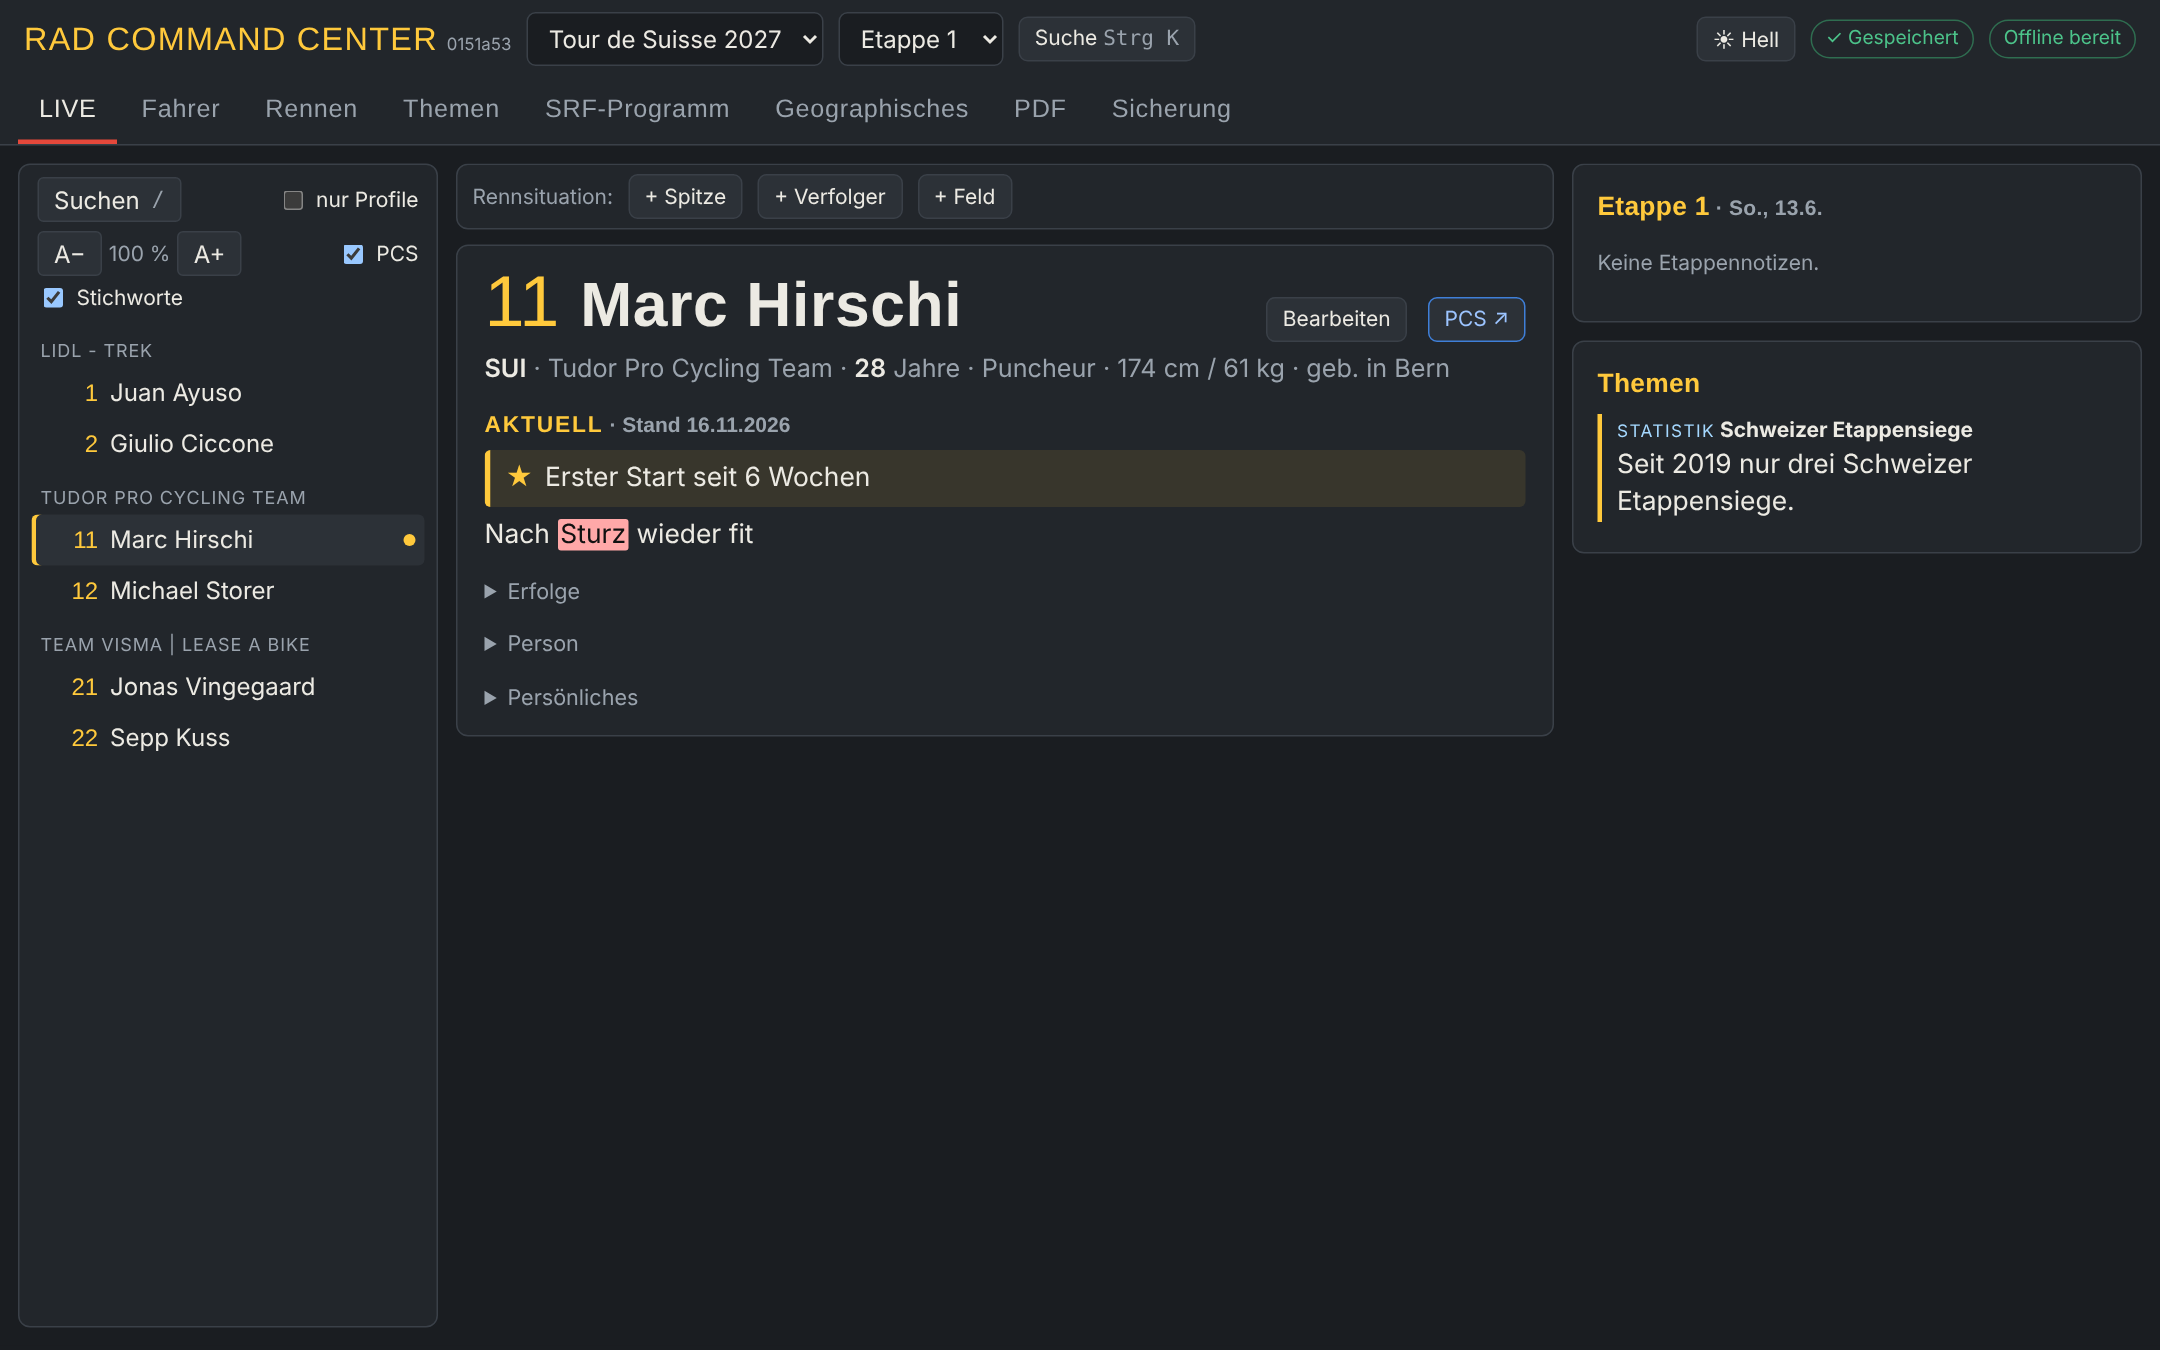 RAD COMMAND CENTER 0151a53 Tour de Suisse 2027 Etappe 1 Suche Strg K ☀ Hell ✓ Gespeichert Offline bereit
LIVE Fahrer Rennen Themen SRF-Programm Geographisches PDF Sicherung
Suchen / nur Profile
A− 100 % A+ PCS
Stichworte
LIDL - TREK
1 Juan Ayuso
2 Giulio Ciccone
TUDOR PRO CYCLING TEAM
11 Marc Hirschi
12 Michael Storer
TEAM VISMA | LEASE A BIKE
21 Jonas Vingegaard
22 Sepp Kuss
Rennsituation: + Spitze + Verfolger + Feld
11 Marc Hirschi Bearbeiten PCS ↗
SUI · Tudor Pro Cycling Team · 28 Jahre · Puncheur · 174 cm / 61 kg · geb. in Bern
AKTUELL · Stand 16.11.2026
★ Erster Start seit 6 Wochen
Nach Sturz wieder fit
▶ Erfolge
▶ Person
▶ Persönliches
Etappe 1 · So., 13.6.
Keine Etappennotizen.
Themen
STATISTIK Schweizer Etappensiege
Seit 2019 nur drei Schweizer
Etappensiege.